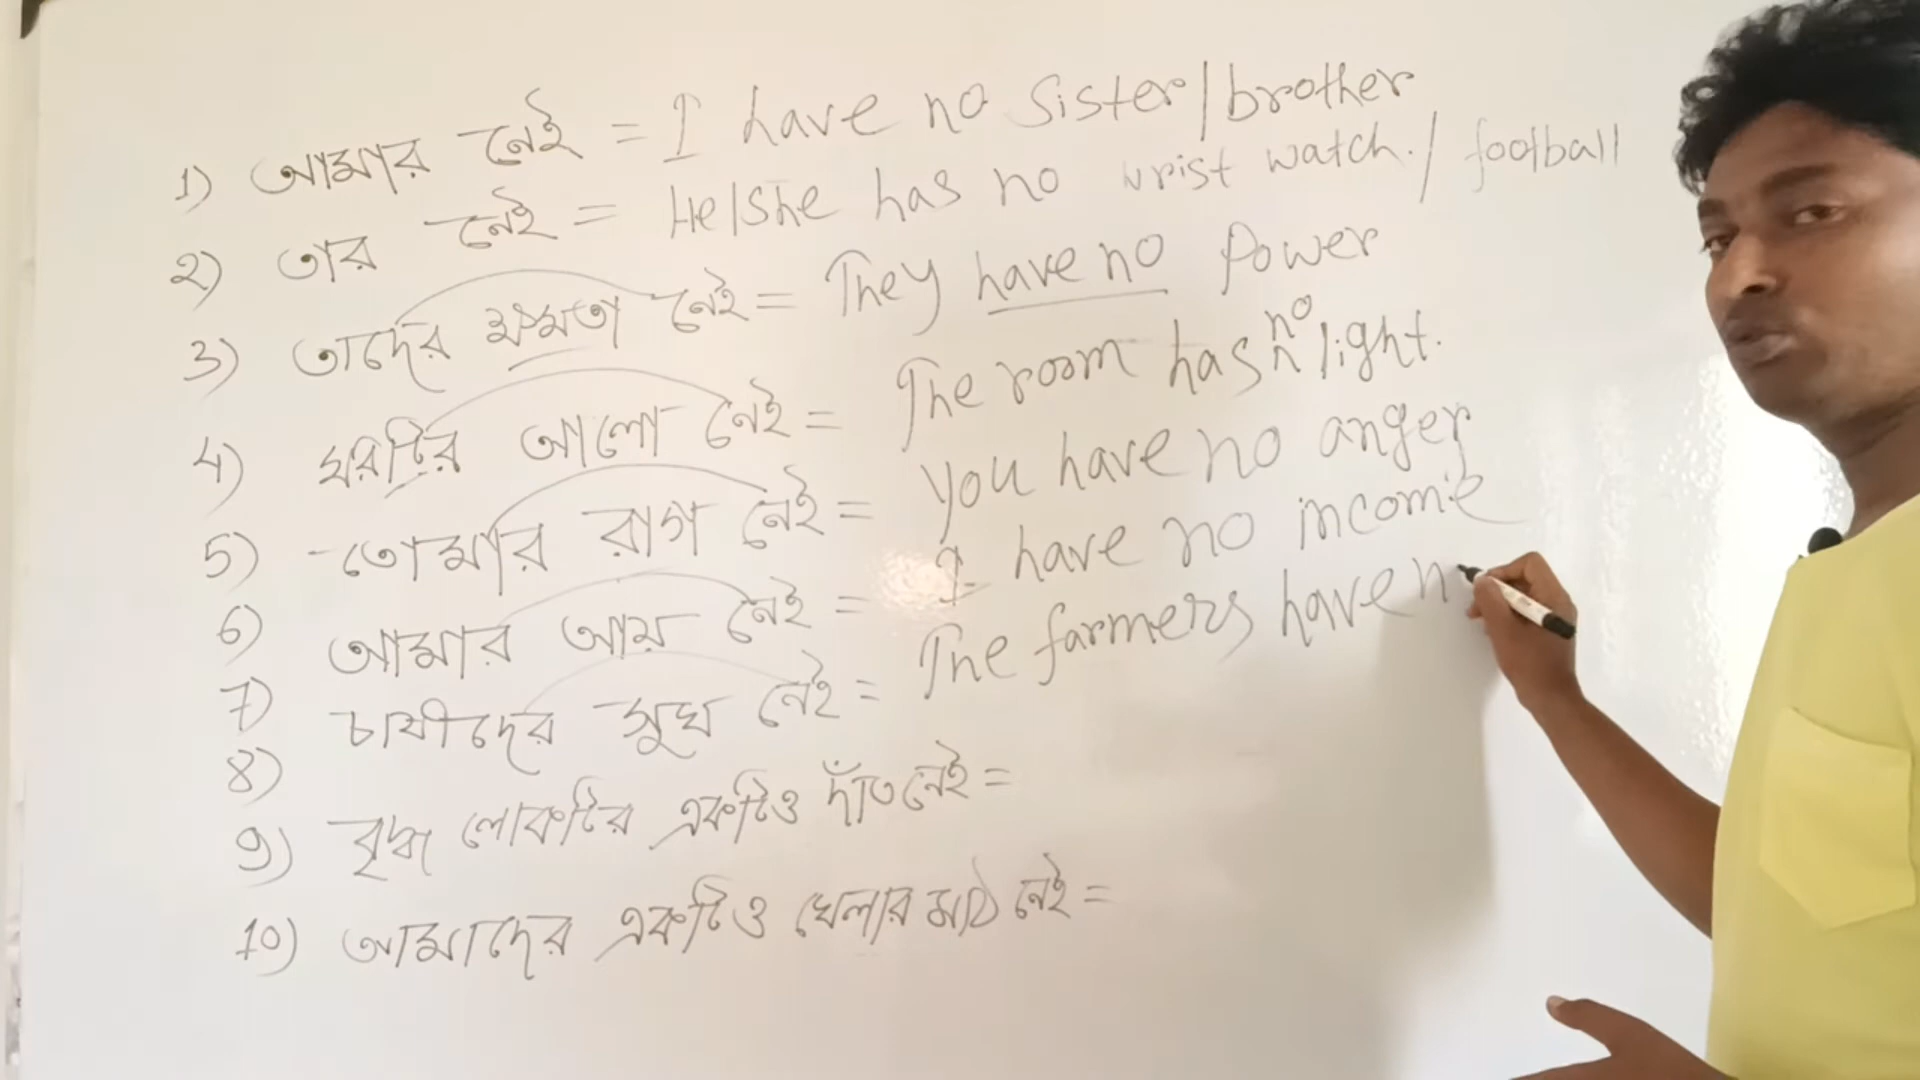 1) আমার নেই = I have no sister/brother
2) তার নেই = He/she has no wrist watch./football
3) তাদের ক্ষমতা নেই = They have no power
4) ঘরটির আলো নেই = The room has no n light.
5) তোমার রাগ নেই = you have no anger
6) আমার আয় নেই = I have no income
7) চাষীদের সুখ নেই = The farmers have n
8)
9) বৃদ্ধ লোকটির একটিও দাঁত নেই =
10) আমাদের একটিও খেলার মাঠ নেই =